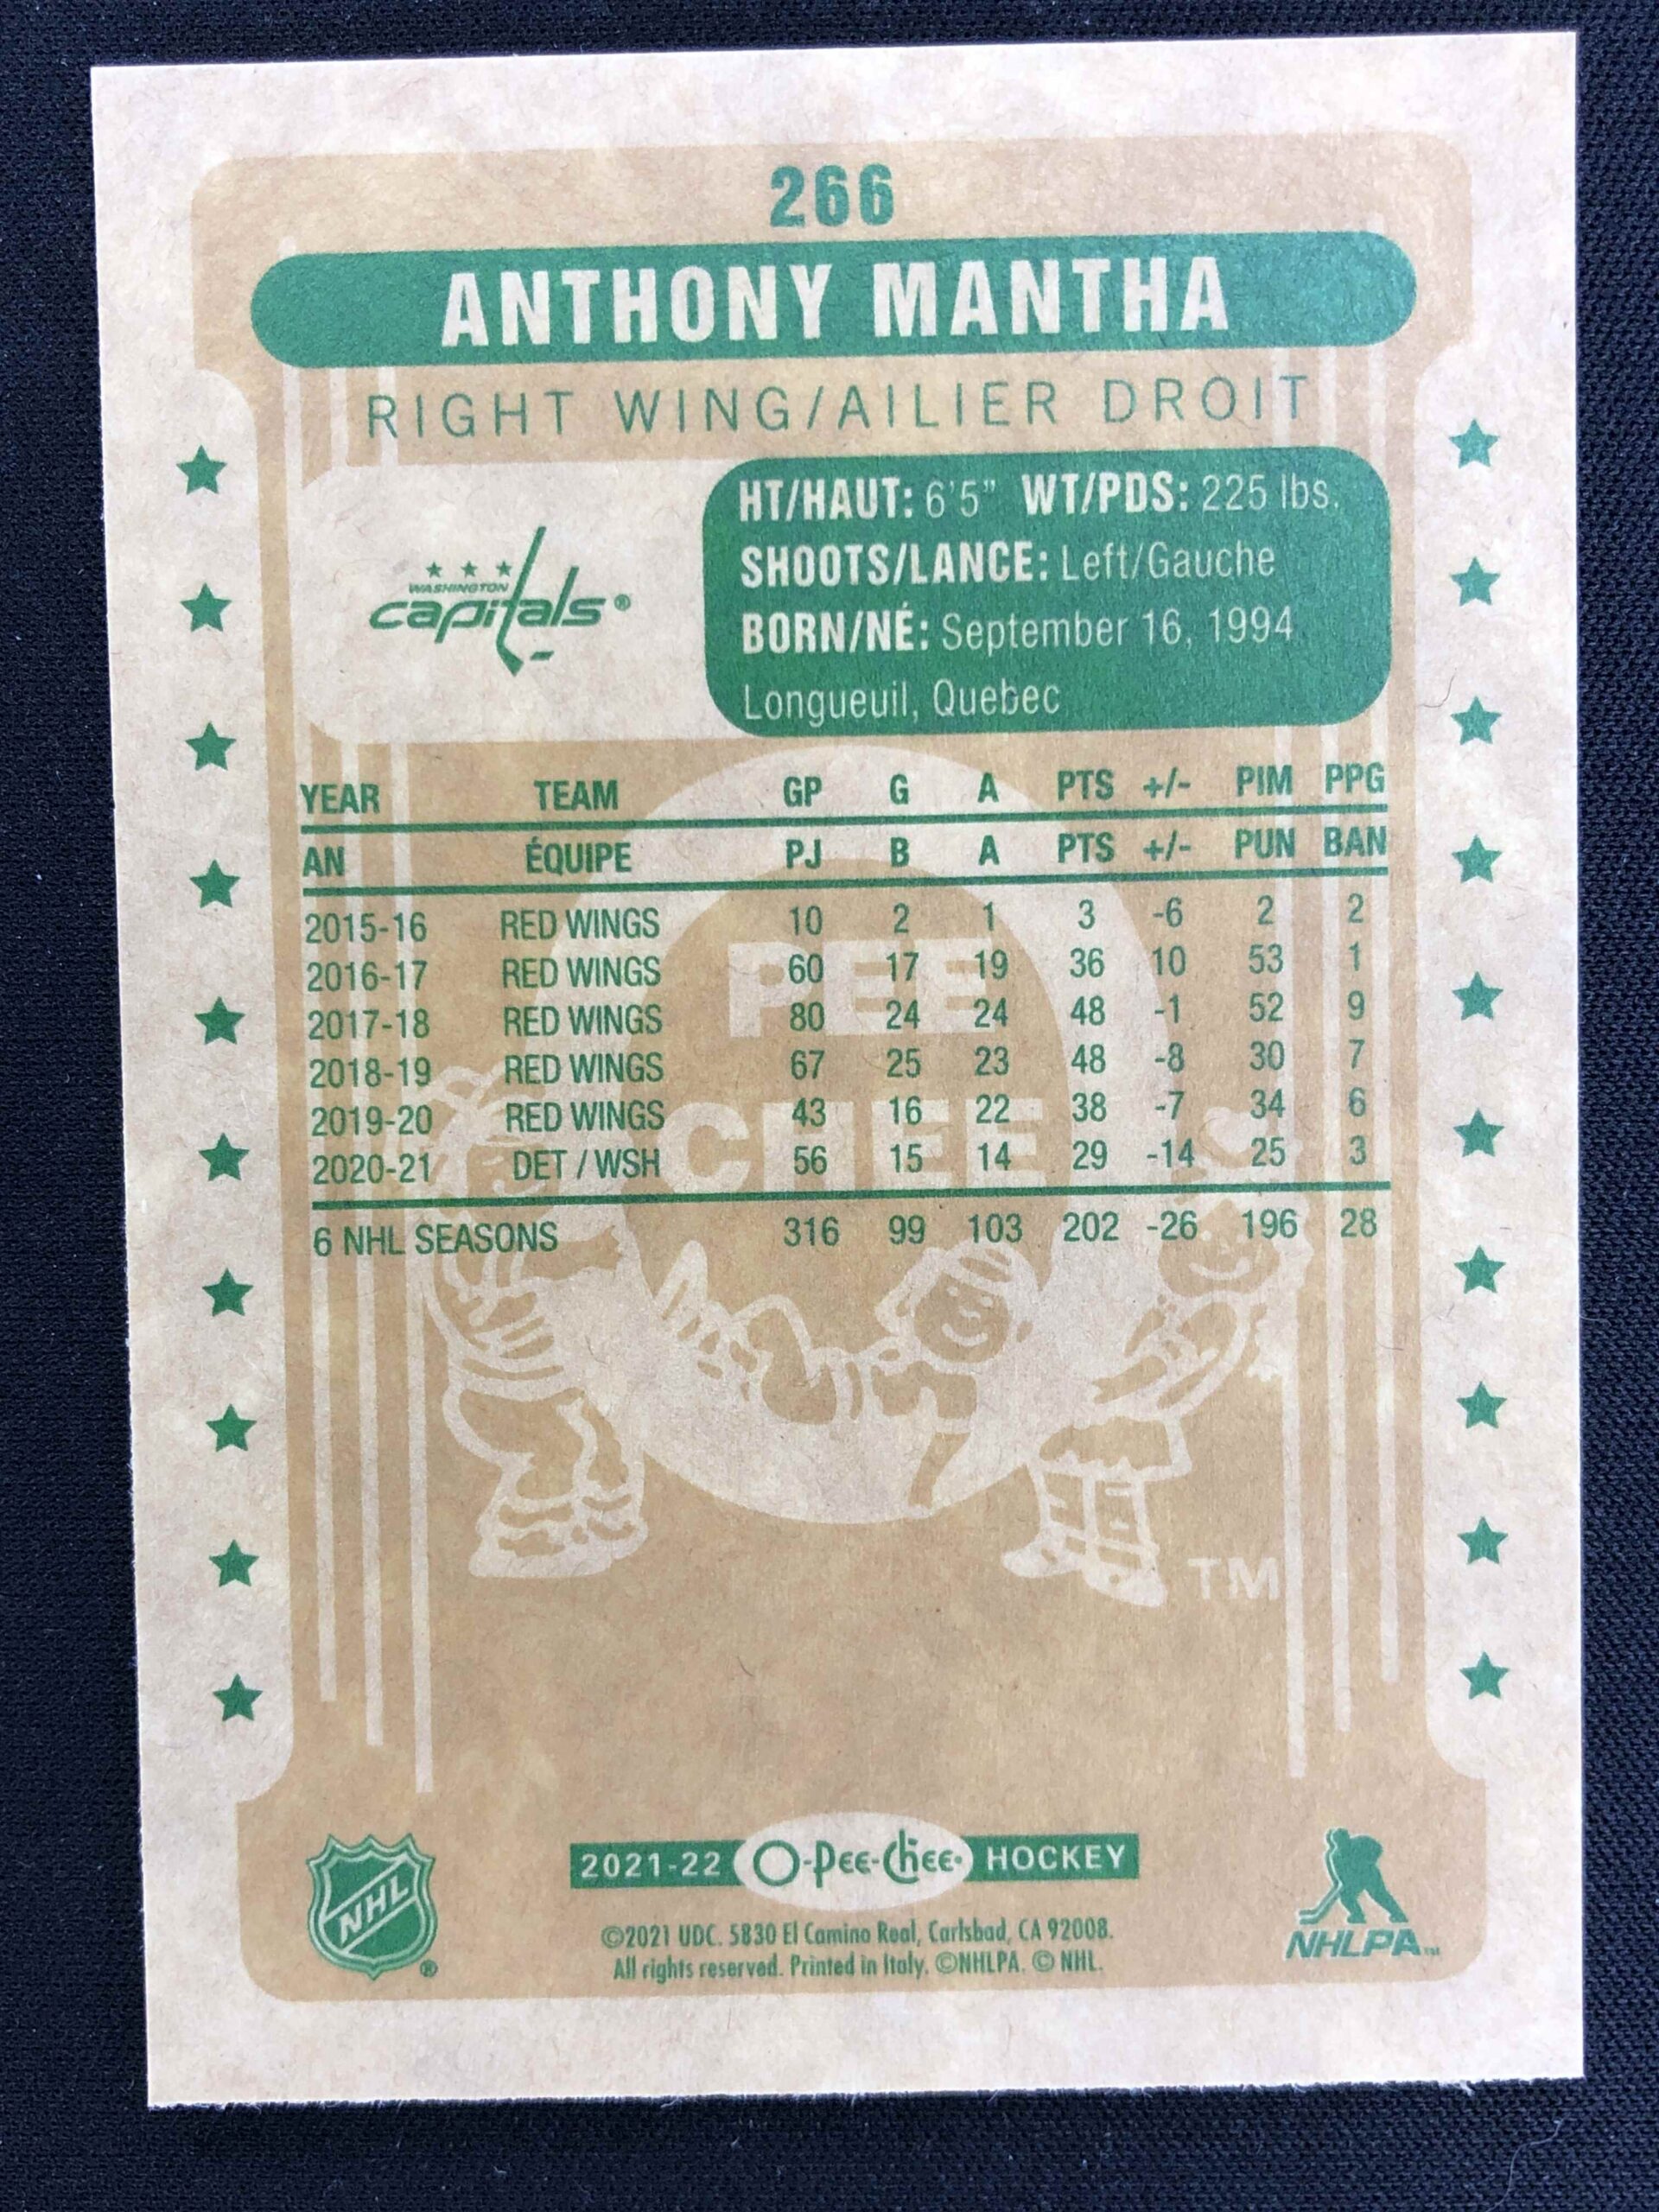 266
ANTHONY MANTHA
RIGHT WING/AILIER DROIT
WASHINGTON
capitals®
HT/HAUT: 6'5" WT/PDS: 225 lbs.
SHOOTS/LANCE: Left/Gauche
BORN/NÉ: September 16, 1994
Longueuil, Quebec
YEAR TEAM GP G A PTS +/- PIM PPG
AN ÉQUIPE PJ B A PTS +/- PUN BAN
2015-16 RED WINGS 10 2 1 3 -6 2 2
2016-17 RED WINGS 60 17 19 36 10 53 1
2017-18 RED WINGS 80 24 24 48 -1 52 9
2018-19 RED WINGS 67 25 23 48 -8 30 7
2019-20 RED WINGS 43 16 22 38 -7 34 6
2020-21 DET / WSH 56 15 14 29 -14 25 3
6 NHL SEASONS 316 99 103 202 -26 196 28
PEE
CHEE
TM
NHL®
2021-22 O-Pee-Chee® HOCKEY
©2021 UDC. 5830 El Camino Real, Carlsbad, CA 92008.
All rights reserved. Printed in Italy. ©NHLPA. © NHL.
NHLPA™